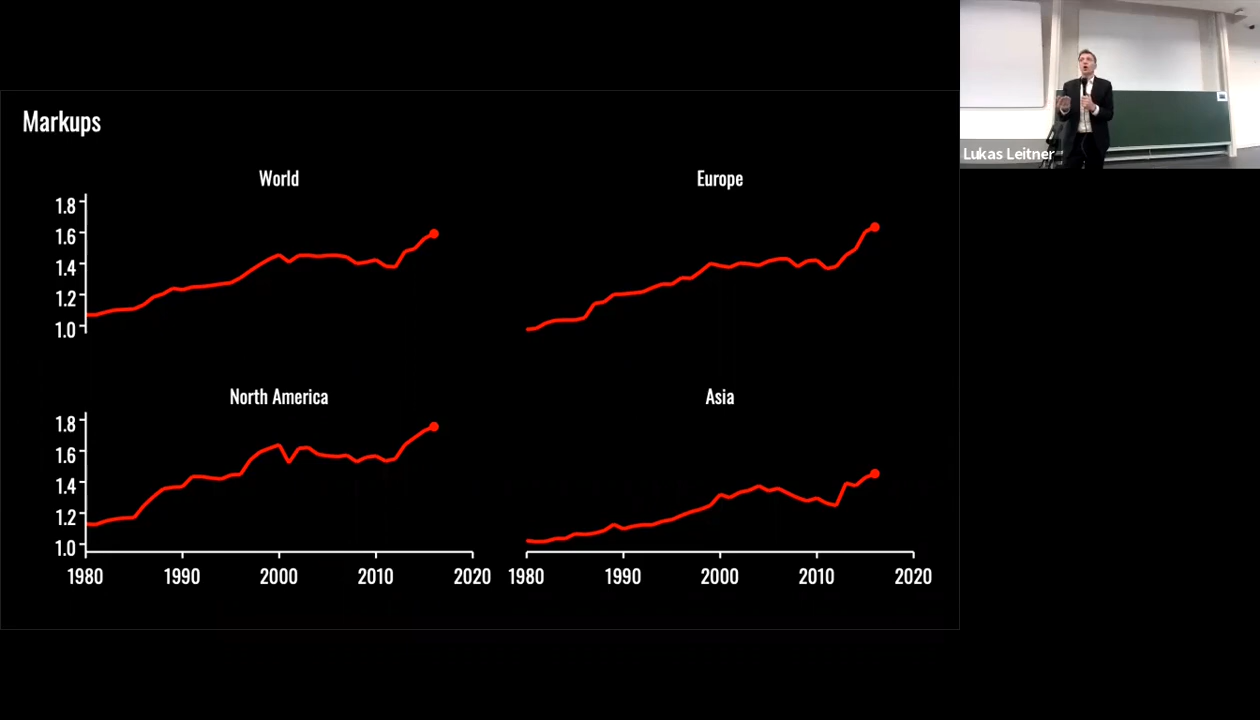 Markups
World
Europe
1.8
1.6
1.4
1.2
1.0
North America
Asia
1.8
1.6
1.4
1.2
1.0
1980 1990 2000 2010 2020
1980 1990 2000 2010 2020
Lukas Leitner